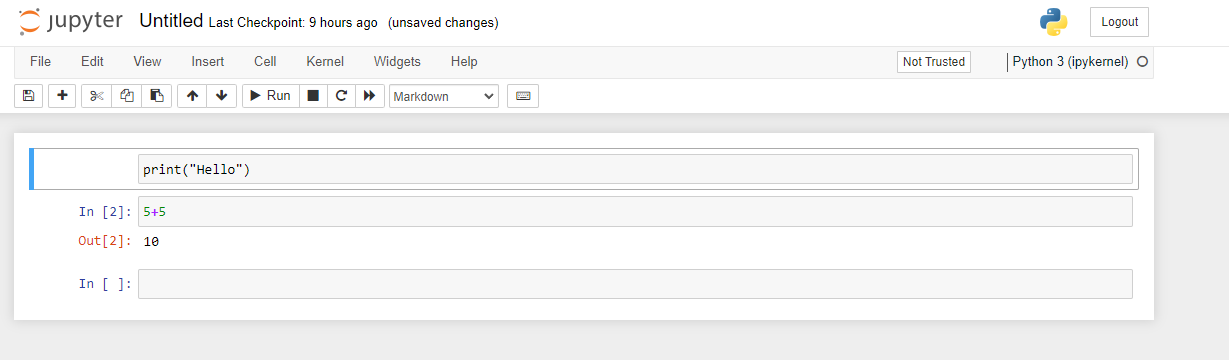 jupyter Untitled Last Checkpoint: 9 hours ago (unsaved changes) Logout
File Edit View Insert Cell Kernel Widgets Help Not Trusted Python 3 (ipykernel)
Run Markdown
print("Hello")
In [2]: 5+5
Out[2]: 10
In [ ]: